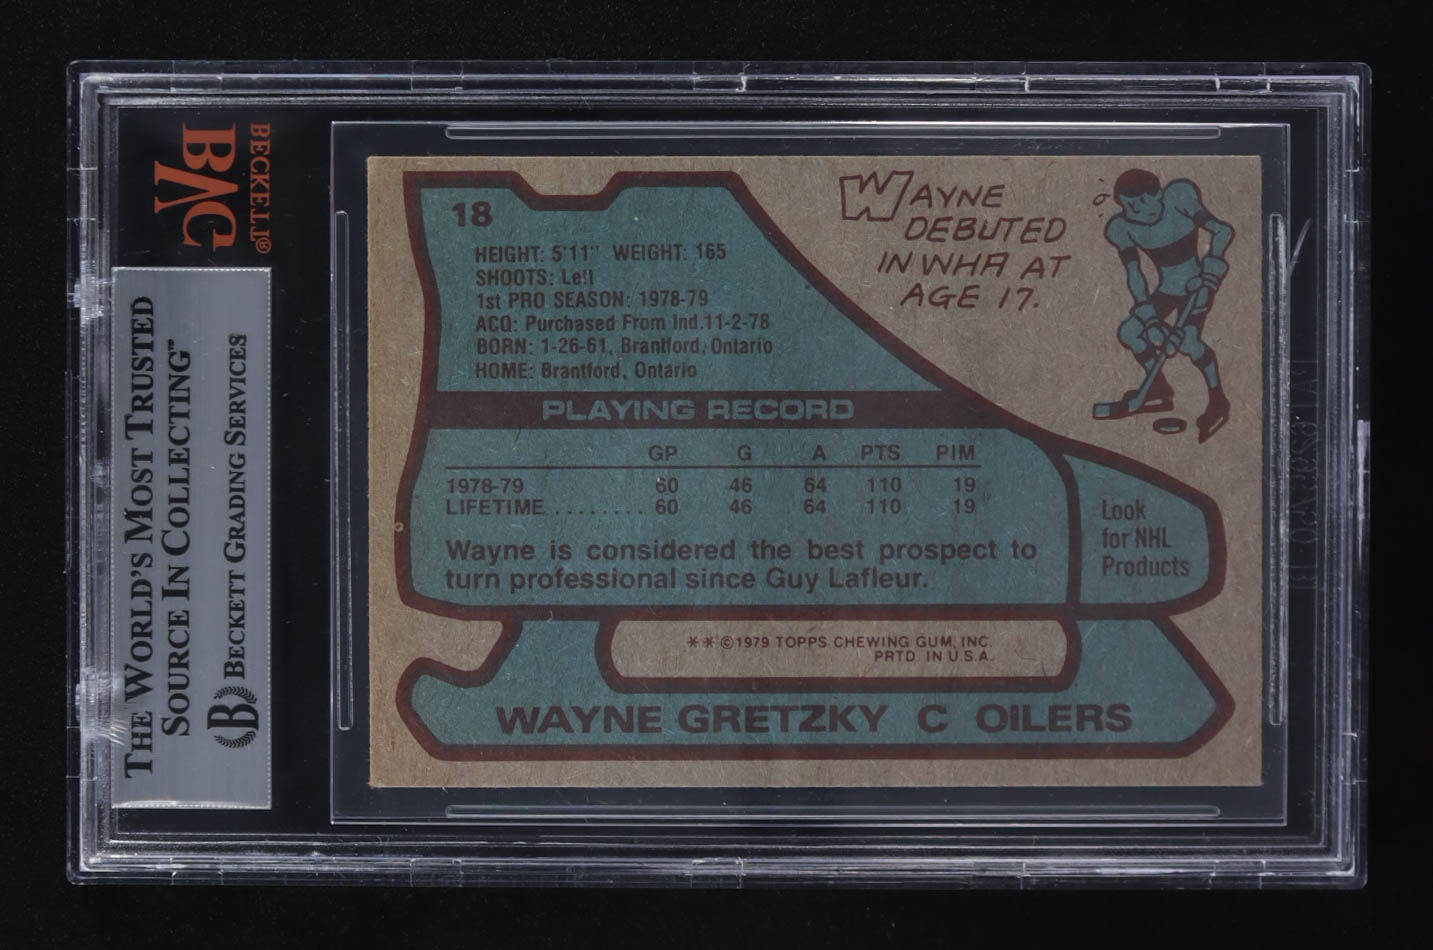 BECKETT®
BVG
THE WORLD'S MOST TRUSTED
SOURCE IN COLLECTING™
BECKETT GRADING SERVICES
B
18
HEIGHT: 5'11" WEIGHT: 165
SHOOTS: Left
1st PRO SEASON: 1978-79
ACQ: Purchased From Ind. 11-2-78
BORN: 1-26-61, Brantford, Ontario
HOME: Brantford, Ontario
WAYNE
DEBUTED
IN WHA AT
AGE 17.
PLAYING RECORD
GP G A PTS PIM
1978-79 60 46 64 110 19
LIFETIME ........ 60 46 64 110 19
Wayne is considered the best prospect to
turn professional since Guy Lafleur.
Look
for NHL
Products
**©1979 TOPPS CHEWING GUM, INC.
PRTD. IN U.S.A.
WAYNE GRETZKY C OILERS